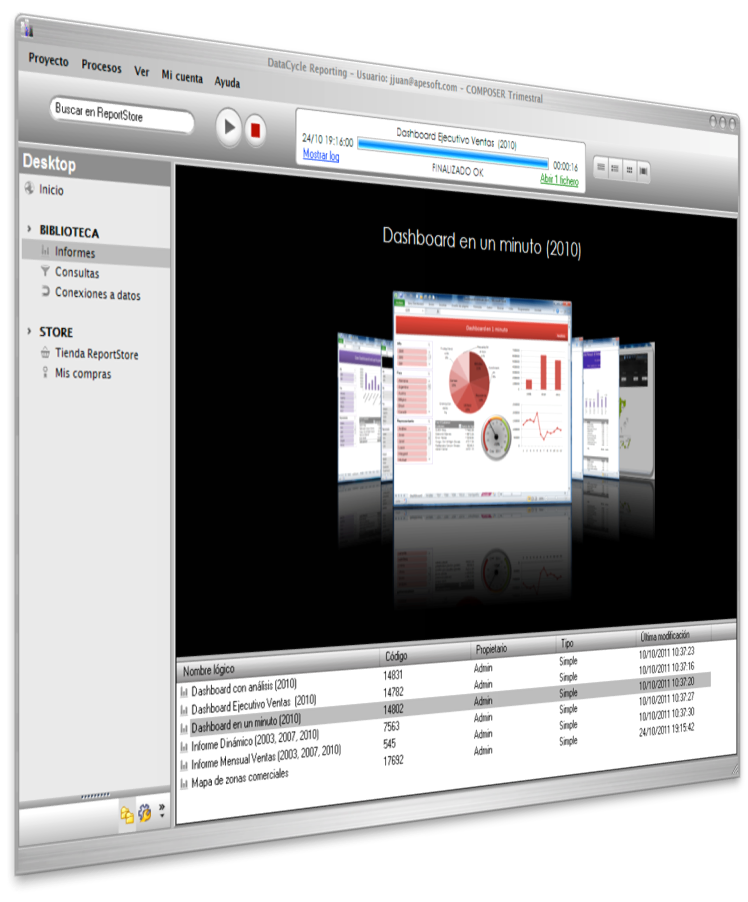 DataCycle Reporting - Usuario: jjuan@apesoft.com - COMPOSER Trimestral
Proyecto Procesos Ver Mi cuenta Ayuda
Buscar en ReportStore
Dashboard Ejecutivo Ventas (2010)
24/10 19:16:00 00:00:16
Mostrar log FINALIZADO OK Abrir 1 fichero
Desktop
Inicio
BIBLIOTECA
Informes
Consultas
Conexiones a datos
STORE
Tienda ReportStore
Mis compras
Dashboard en un minuto (2010)
Dashboard en 1 minuto
Nombre lógico Código Propietario Tipo Última modificación
Dashboard con análisis (2010) 14831 Admin Simple 10/10/2011 10:37:23
Dashboard Ejecutivo Ventas (2010) 14782 Admin Simple 10/10/2011 10:37:16
Dashboard en un minuto (2010) 14802 Admin Simple 10/10/2011 10:37:20
Informe Dinámico (2003, 2007, 2010) 7563 Admin Simple 10/10/2011 10:37:27
Informe Mensual Ventas (2003, 2007, 2010) 545 Admin Simple 10/10/2011 10:37:30
Mapa de zonas comerciales 17692 Admin Simple 24/10/2011 19:15:42